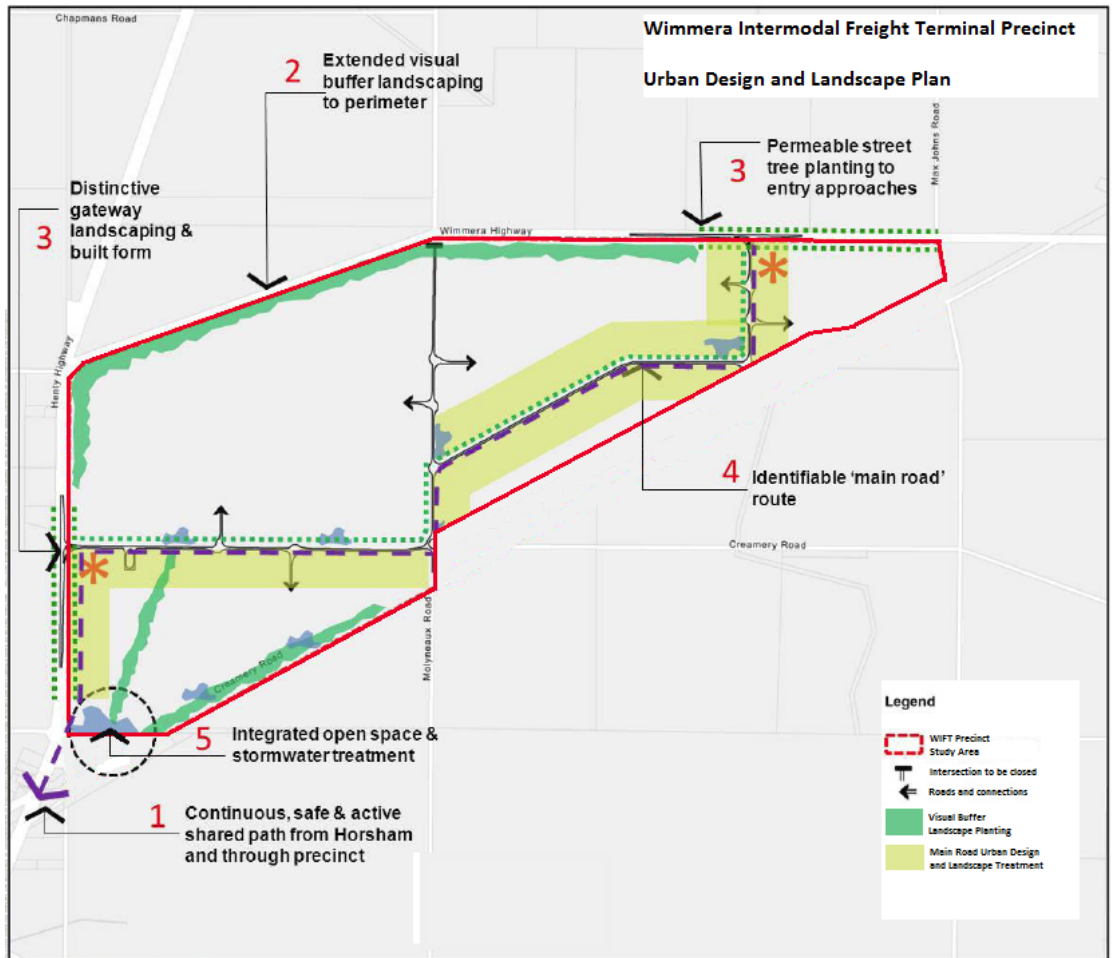 Chapmans Road
Wimmera Intermodal Freight Terminal Precinct
Urban Design and Landscape Plan
2
Extended visual
buffer landscaping
to perimeter
Max Johns Road
3
Permeable street
tree planting to
entry approaches
3
Distinctive
gateway
landscaping &
built form
Wimmera Highway
Henty Highway
4
Identifiable 'main road'
route
Creamery Road
Molyneaux Road
Creamery Road
5
Integrated open space &
stormwater treatment
1
Continuous, safe & active
shared path from Horsham
and through precinct
Legend
WIFT Precinct
Study Area
Intersection to be closed
Roads and connections
Visual Buffer
Landscape Planting
Main Road Urban Design
and Landscape Treatment